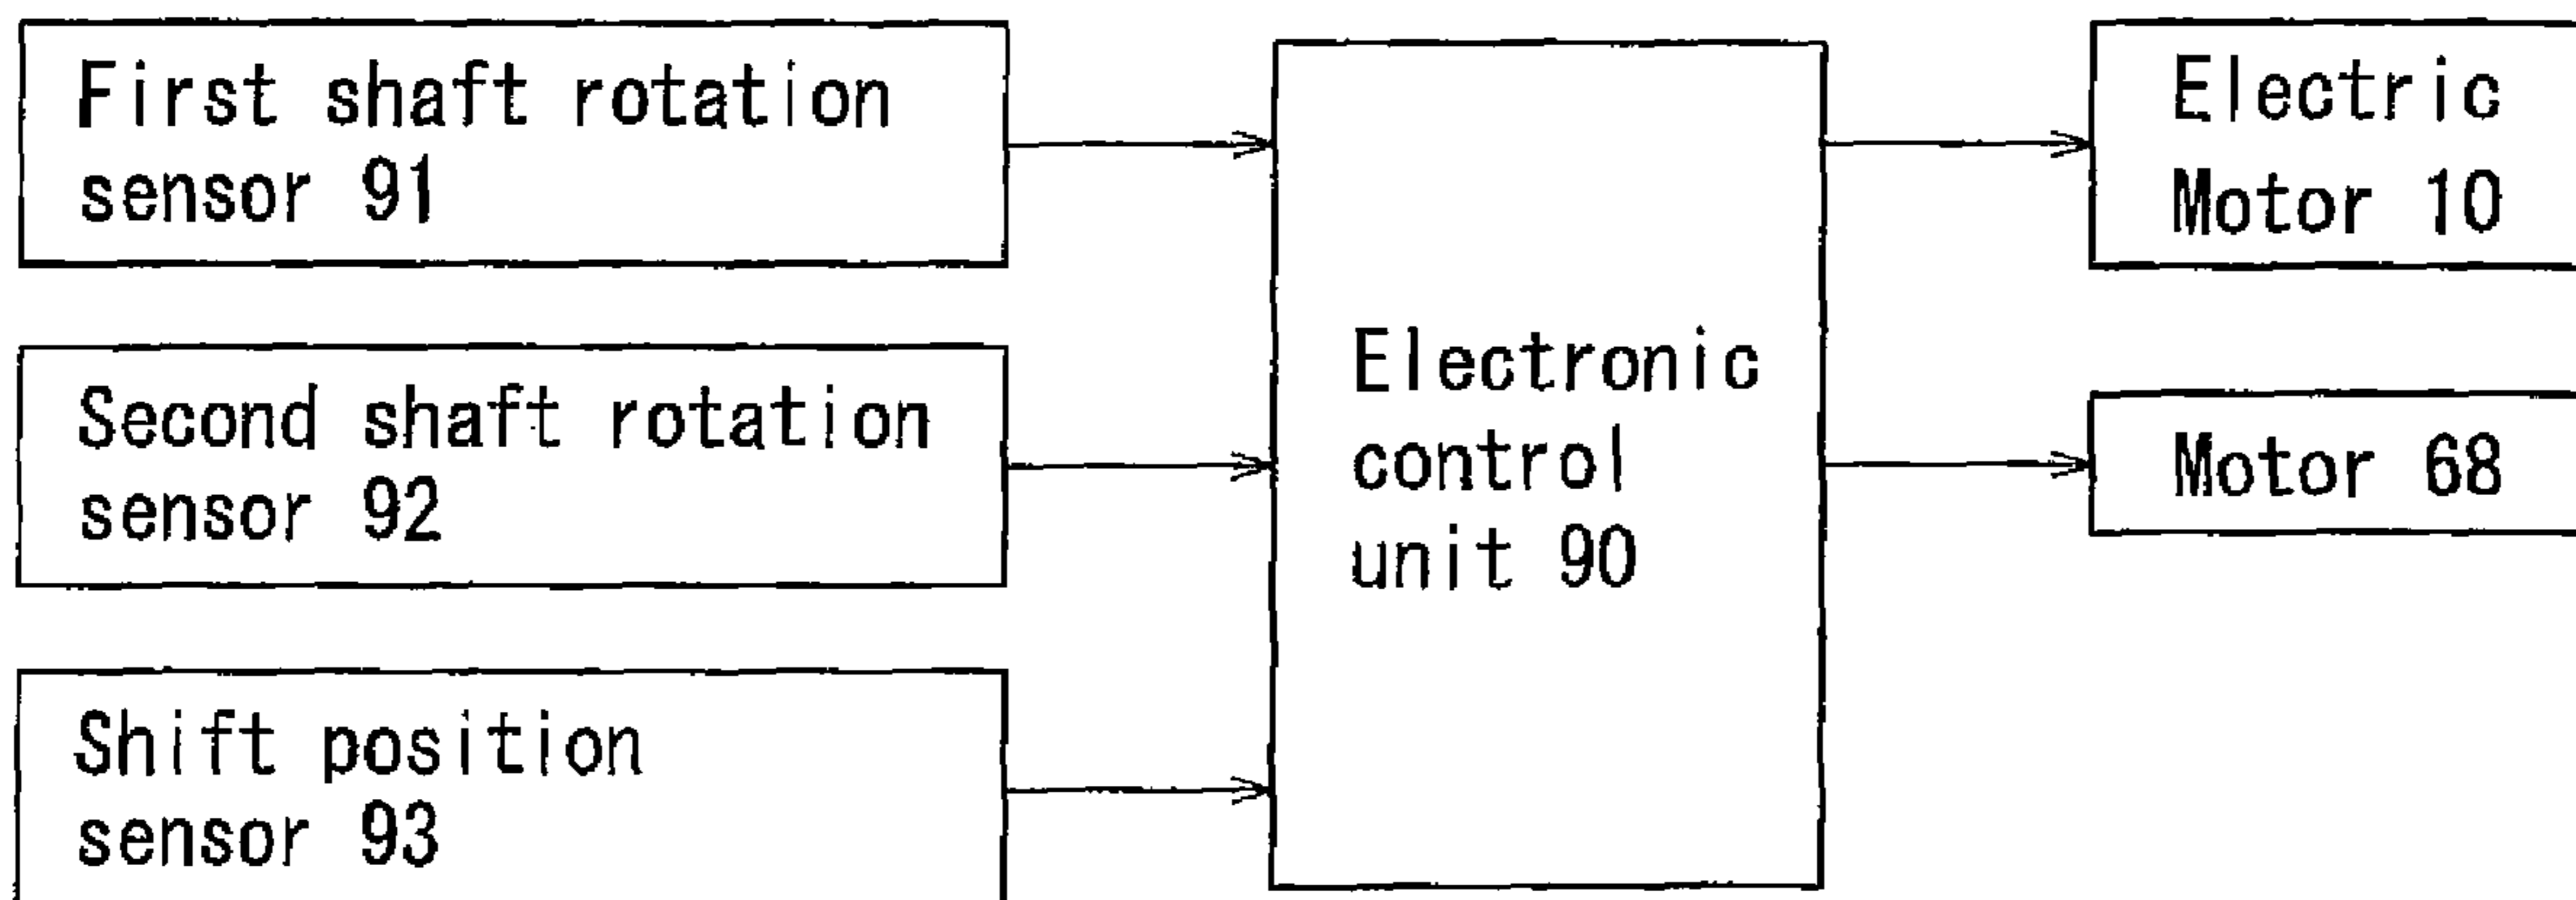 First shaft rotation
sensor 91
Second shaft rotation
sensor 92
Shift position
sensor 93
Electronic
control
unit 90
Electric
Motor 10
Motor 68